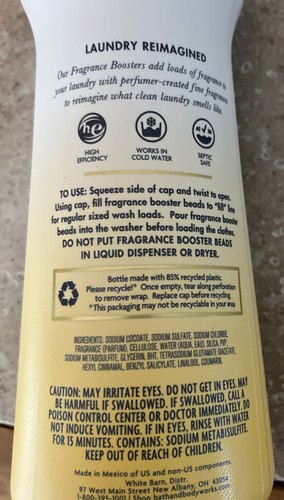 LAUNDRY REIMAGINED
Our Fragrance Boosters add loads of fragrance to
your laundry with perfumer-created fine fragrances
to reimagine what clean laundry smells like.
he
HIGH
EFFICIENCY
WORKS IN
COLD WATER
SEPTIC
SAFE
TO USE: Squeeze side of cap and twist to open.
Using cap, fill fragrance booster beads to "fill" line
for regular sized wash loads. Pour fragrance booster
beads into the washer before loading the clothes.
DO NOT PUT FRAGRANCE BOOSTER BEADS
IN LIQUID DISPENSER OR DRYER.
Bottle made with 85% recycled plastic.
Please recycle!* Once empty, tear along perforation
to remove wrap. Replace cap before recycling.
*This packaging may not be recyclable in your area
INGREDIENTS: SODIUM COCOATE, SODIUM SULFATE, SODIUM CHLORIDE,
FRAGRANCE (PARFUM), CELLULOSE, WATER (AQUA, EAU), SILICA, PVP,
SODIUM METABISULFITE, GLYCERIN, BHT, TETRASODIUM GLUTAMATE DIACETATE,
HEXYL CINNAMAL, BENZYL SALICYLATE, LINALOOL, COUMARIN.
CAUTION: MAY IRRITATE EYES. DO NOT GET IN EYES. MAY
BE HARMFUL IF SWALLOWED. IF SWALLOWED, CALL A
POISON CONTROL CENTER OR DOCTOR IMMEDIATELY. DO
NOT INDUCE VOMITING. IF IN EYES, RINSE WITH WATER
FOR 15 MINUTES. CONTAINS: SODIUM METABISULFITE.
KEEP OUT OF REACH OF CHILDREN.
Made in Mexico of US and non-US components.
White Barn, Distr.
97 West Main Street New Albany, OH 43054
1-800-395-1001 | Shop bathandbodyworks.com